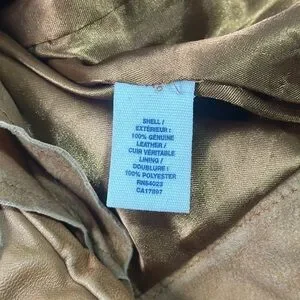 SHELL /
EXTÉRIEUR :
100% GENUINE
LEATHER /
CUIR VÉRITABLE
LINING /
DOUBLURE :
100% POLYESTER
RN54023
CA17897